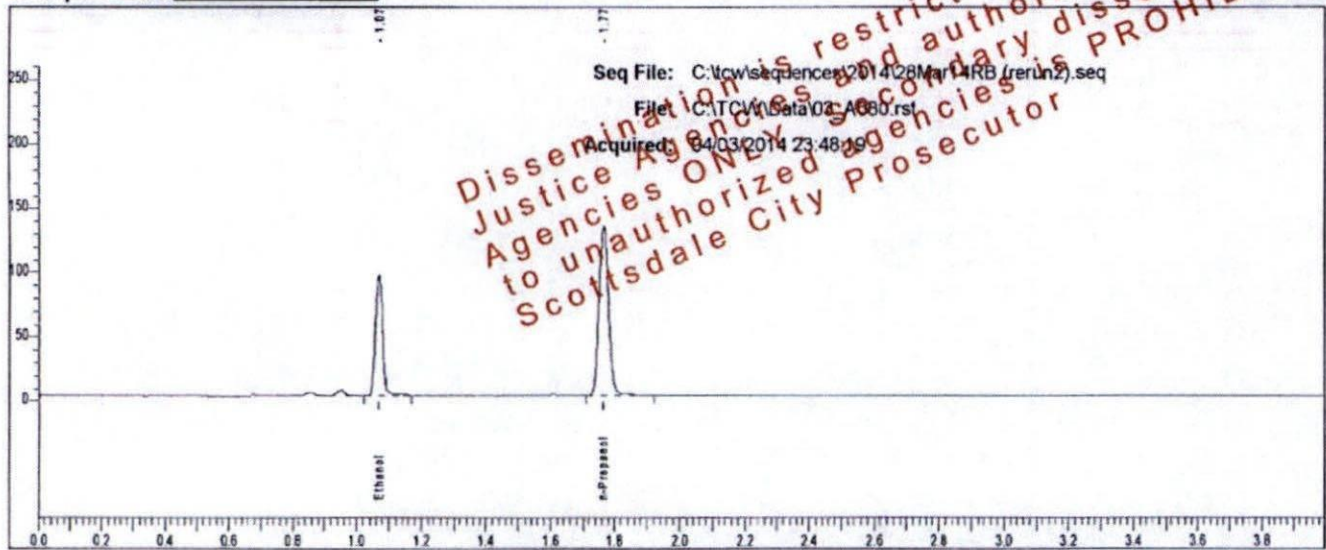 - 1.07
- 1.77
Seq File: C:\tcw\sequences\2014\28Mar14RB (rerun2).seq
File: C:\TCW\Data\03_A080.rst
Acquired: 04/03/2014 23:48:19
Dissemination is restric
Justice Agencies and author
Agencies ONLY secondary diss
to unauthorized agencies is PROHI
Scottsdale City Prosecutor
250
200
150
100
50
0
Ethanol
n-Propanol
0.0 0.2 0.4 0.6 0.8 1.0 1.2 1.4 1.6 1.8 2.0 2.2 2.4 2.6 2.8 3.0 3.2 3.4 3.6 3.8